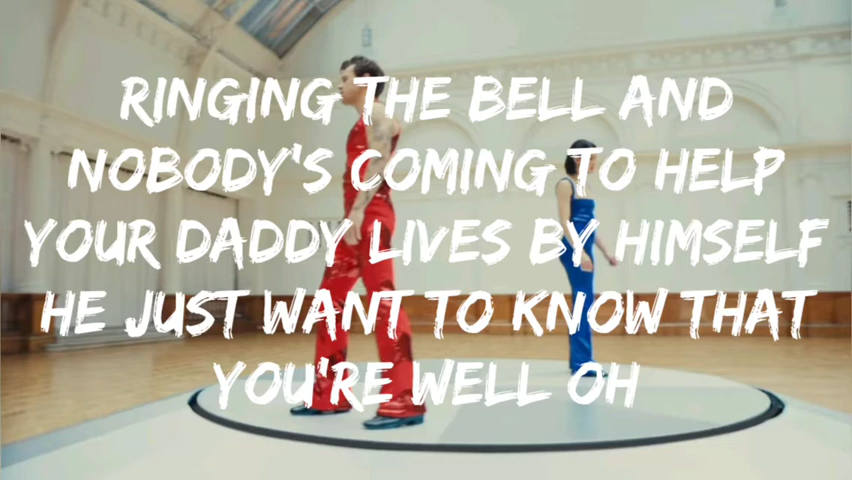 RINGING THE BELL AND
NOBODY'S COMING TO HELP
YOUR DADDY LIVES BY HIMSELF
HE JUST WANT TO KNOW THAT
YOU'RE WELL OH